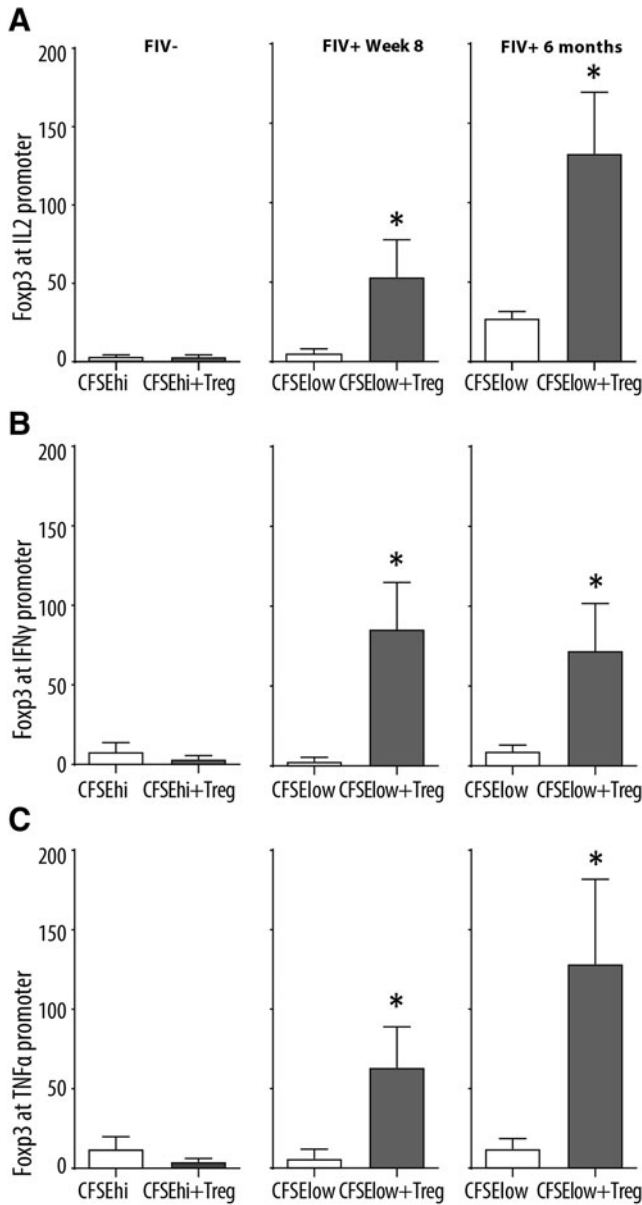 A
FIV-
FIV+ Week 8
FIV+ 6 months
Foxp3 at IL2 promoter
200
150
100
50
0
*
*
CFSEhi CFSEhi+Treg
CFSElow CFSElow+Treg
CFSElow CFSElow+Treg
B
Foxp3 at IFNγ promoter
200
150
100
50
0
*
*
CFSEhi CFSEhi+Treg
CFSElow CFSElow+Treg
CFSElow CFSElow+Treg
C
Foxp3 at TNFα promoter
200
150
100
50
0
*
*
CFSEhi CFSEhi+Treg
CFSElow CFSElow+Treg
CFSElow CFSElow+Treg